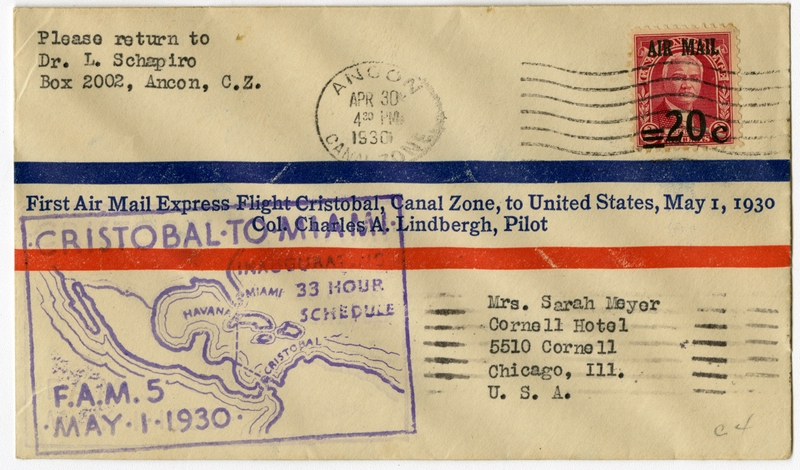 Please return to
Dr. L. Schapiro
Box 2002, Ancon, C.Z.
ANCON
APR 30
4 30 PM
1930
CANAL ZONE
AIR MAIL
20c
First Air Mail Express Flight Cristobal, Canal Zone, to United States, May 1, 1930
Col. Charles A. Lindbergh, Pilot
·CRISTOBAL·TO·MIAMI·
MIAMI
33 HOUR
HAVANA
SCHEDULE
CRISTOBAL
F.A.M. 5
·MAY·1·1930·
Mrs. Sarah Meyer
Cornell Hotel
5510 Cornell
Chicago, Ill.
U. S. A.
c4